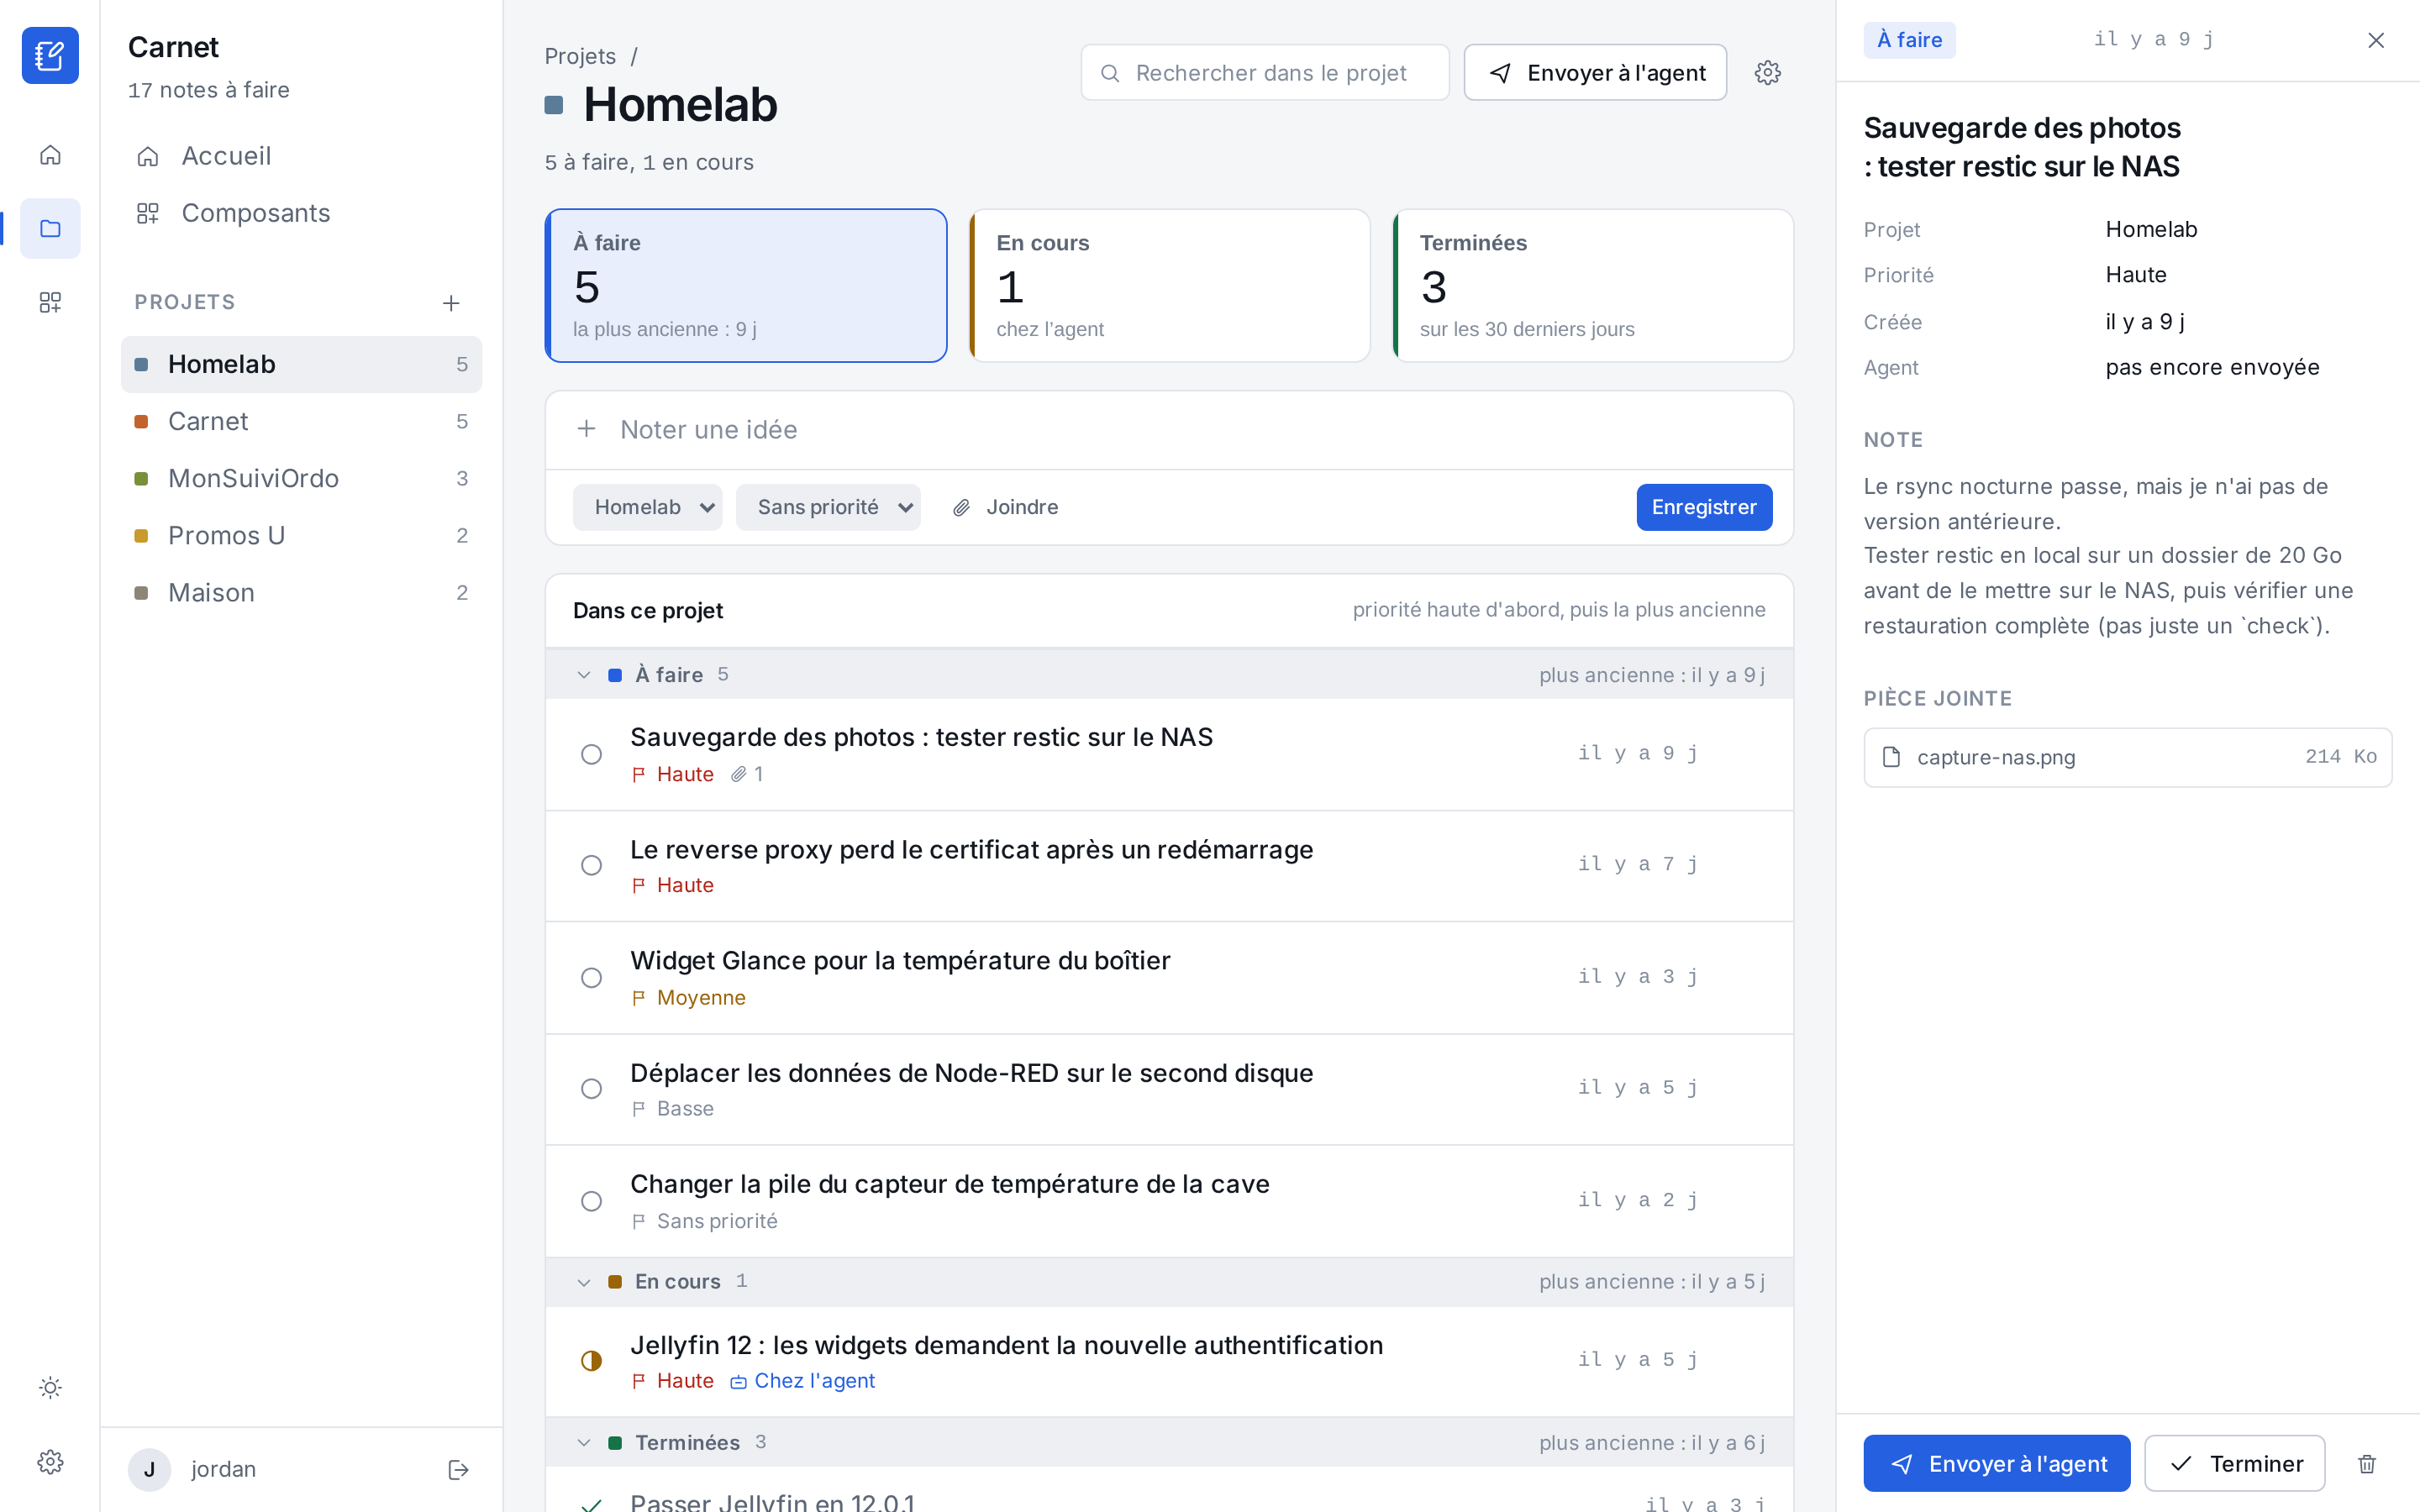 Carnet
17 notes à faire
Accueil
Composants
PROJETS
Homelab 5
Carnet 5
MonSuiviOrdo 3
Promos U 2
Maison 2
J jordan
Projets /
Homelab
5 à faire, 1 en cours
Rechercher dans le projet
Envoyer à l'agent
À faire
5
la plus ancienne : 9 j
En cours
1
chez l’agent
Terminées
3
sur les 30 derniers jours
Noter une idée
Homelab Sans priorité Joindre Enregistrer
Dans ce projet priorité haute d'abord, puis la plus ancienne
À faire 5 plus ancienne : il y a 9 j
Sauvegarde des photos : tester restic sur le NAS il y a 9 j
Haute 1
Le reverse proxy perd le certificat après un redémarrage il y a 7 j
Haute
Widget Glance pour la température du boîtier il y a 3 j
Moyenne
Déplacer les données de Node-RED sur le second disque il y a 5 j
Basse
Changer la pile du capteur de température de la cave il y a 2 j
Sans priorité
En cours 1 plus ancienne : il y a 5 j
Jellyfin 12 : les widgets demandent la nouvelle authentification il y a 5 j
Haute Chez l'agent
Terminées 3 plus ancienne : il y a 6 j
Passer Jellyfin en 12.0.1 il y a 3 j
À faire il y a 9 j
Sauvegarde des photos
: tester restic sur le NAS
Projet Homelab
Priorité Haute
Créée il y a 9 j
Agent pas encore envoyée
NOTE
Le rsync nocturne passe, mais je n'ai pas de
version antérieure.
Tester restic en local sur un dossier de 20 Go
avant de le mettre sur le NAS, puis vérifier une
restauration complète (pas juste un `check`).
PIÈCE JOINTE
capture-nas.png 214 Ko
Envoyer à l'agent Terminer